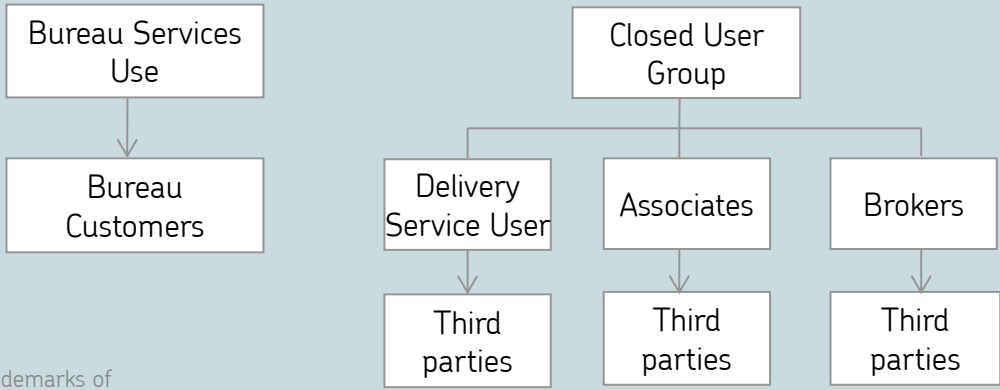 Bureau Services
Use
Closed User
Group
Bureau
Customers
Delivery
Service User
Associates
Brokers
Third
parties
Third
parties
Third
parties
demarks of